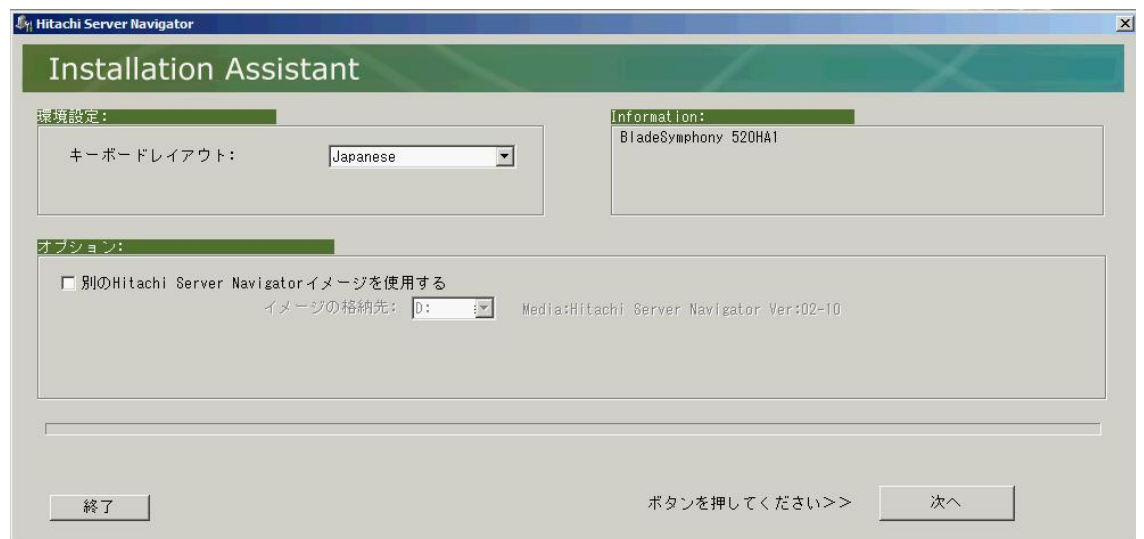 Hitachi Server Navigator
Installation Assistant
環境設定:
キーボードレイアウト: Japanese
Information:
BladeSymphony 520HA1
オプション:
別のHitachi Server Navigatorイメージを使用する
イメージの格納先: D: Media:Hitachi Server Navigator Ver:02-10
終了 ボタンを押してください>> 次へ